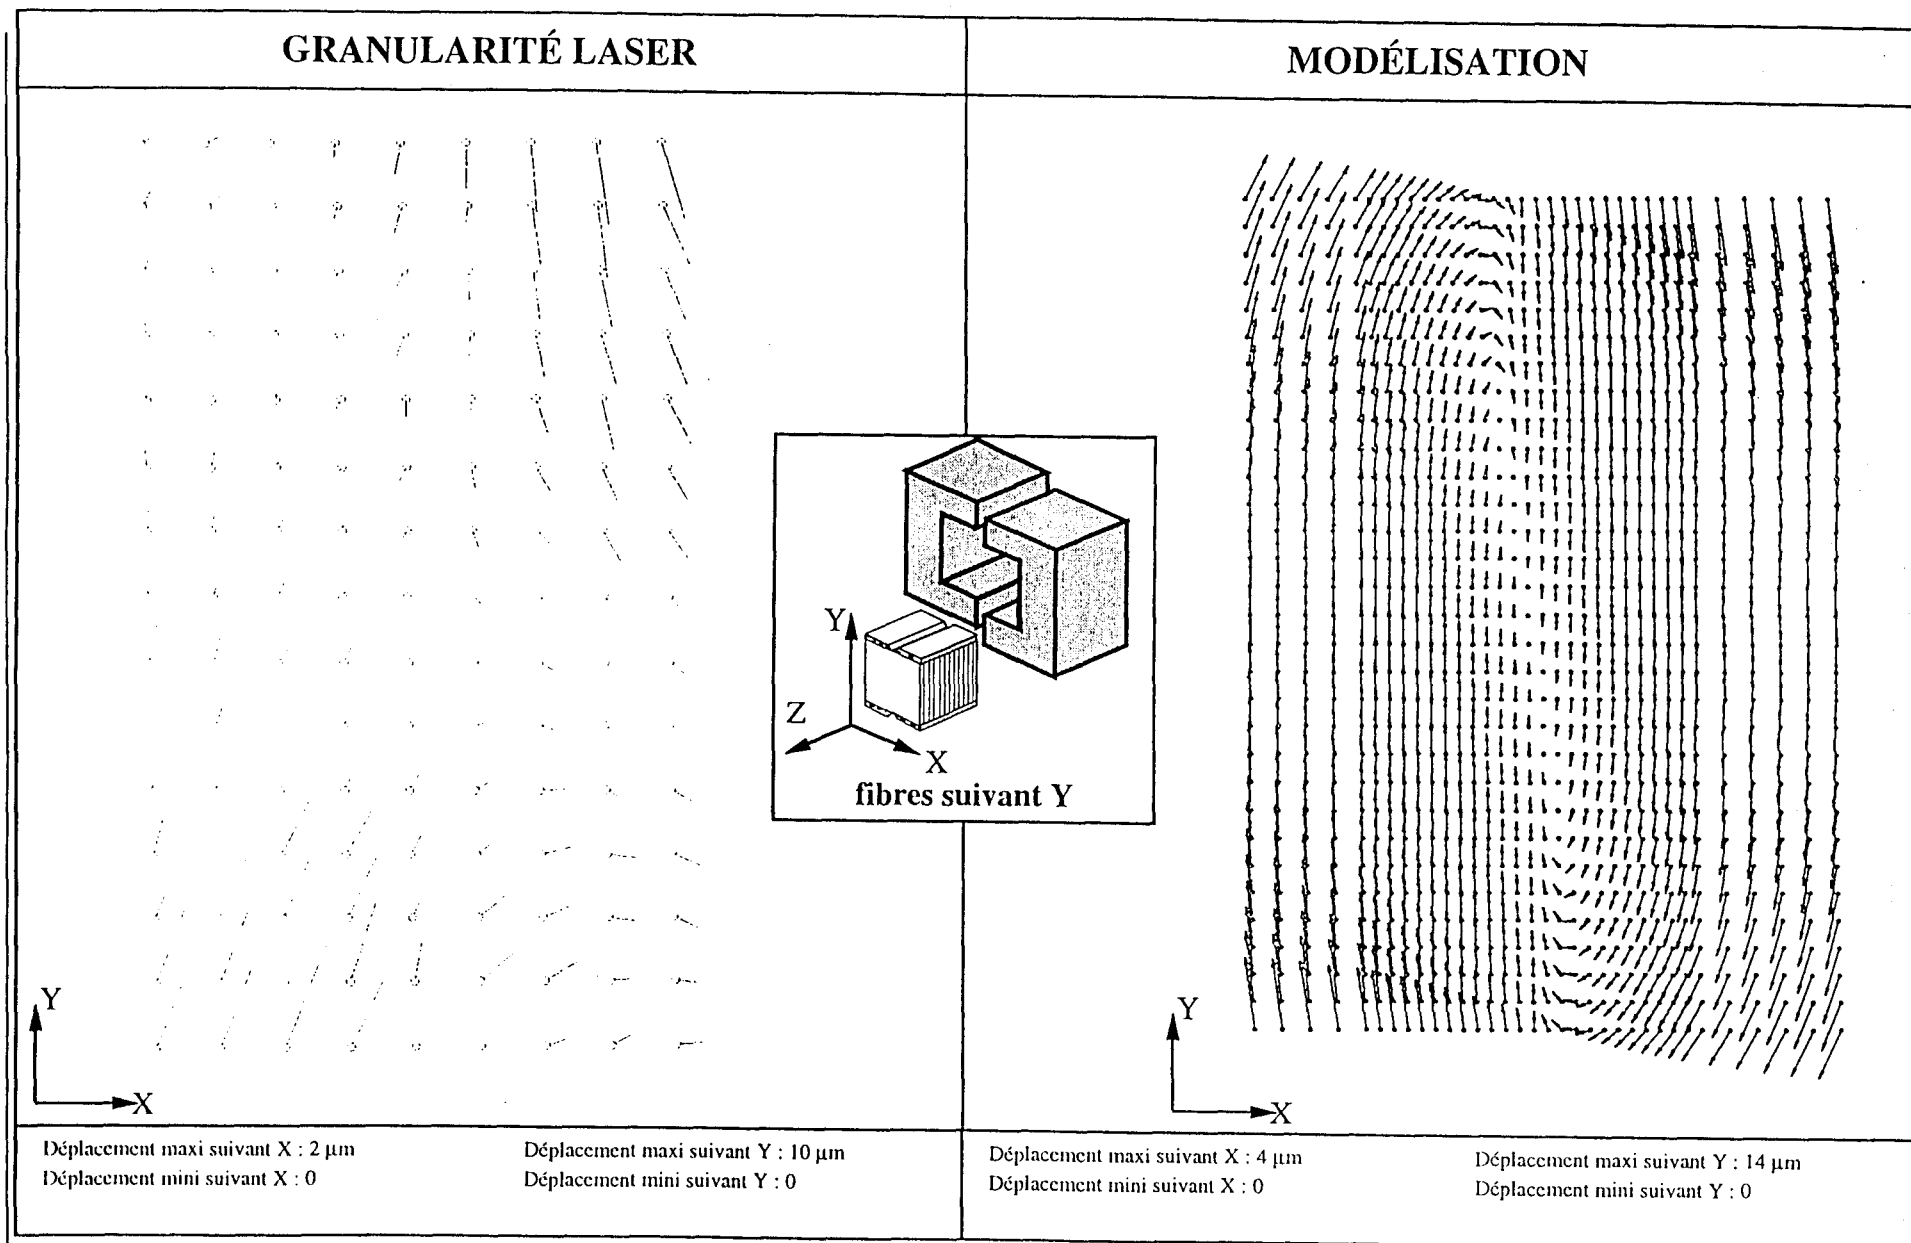 GRANULARITÉ LASER
MODÉLISATION
Y
Z
X
fibres suivant Y
Y
X
Y
X
Déplacement maxi suivant X : 2 µm
Déplacement mini suivant X : 0
Déplacement maxi suivant Y : 10 µm
Déplacement mini suivant Y : 0
Déplacement maxi suivant X : 4 µm
Déplacement mini suivant X : 0
Déplacement maxi suivant Y : 14 µm
Déplacement mini suivant Y : 0